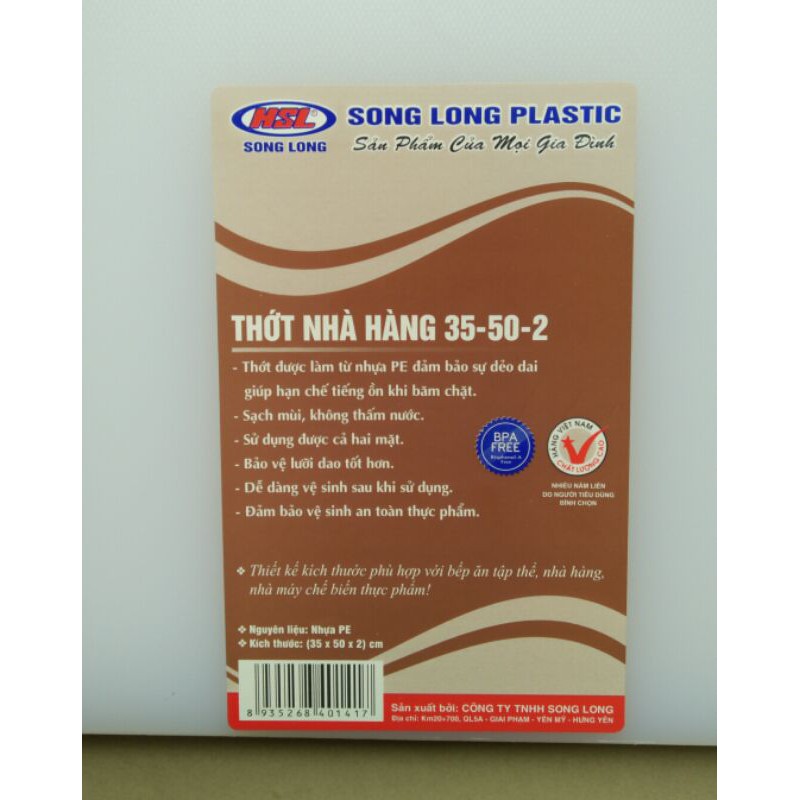 HSL ®
SONG LONG
SONG LONG PLASTIC
Sản Phẩm Của Mọi Gia Đình
THỚT NHÀ HÀNG 35-50-2
- Thớt được làm từ nhựa PE đảm bảo sự dẻo dai
giúp hạn chế tiếng ồn khi băm chặt.
- Sạch mùi, không thấm nước.
- Sử dụng được cả hai mặt.
- Bảo vệ lưỡi dao tốt hơn.
- Dễ dàng vệ sinh sau khi sử dụng.
- Đảm bảo vệ sinh an toàn thực phẩm.
BPA
FREE
Bisphenol-A
Free
HÀNG VIỆT NAM
CHẤT LƯỢNG CAO
NHIỀU NĂM LIỀN
DO NGƯỜI TIÊU DÙNG
BÌNH CHỌN
❖ Thiết kế kích thước phù hợp với bếp ăn tập thể, nhà hàng,
nhà máy chế biến thực phẩm!
❖ Nguyên liệu: Nhựa PE
❖ Kích thước: (35 x 50 x 2) cm
8 935268 401417
Sản xuất bởi: CÔNG TY TNHH SONG LONG
Địa chỉ: Km20+700, QL5A - GIAI PHẠM - YÊN MỸ - HƯNG YÊN